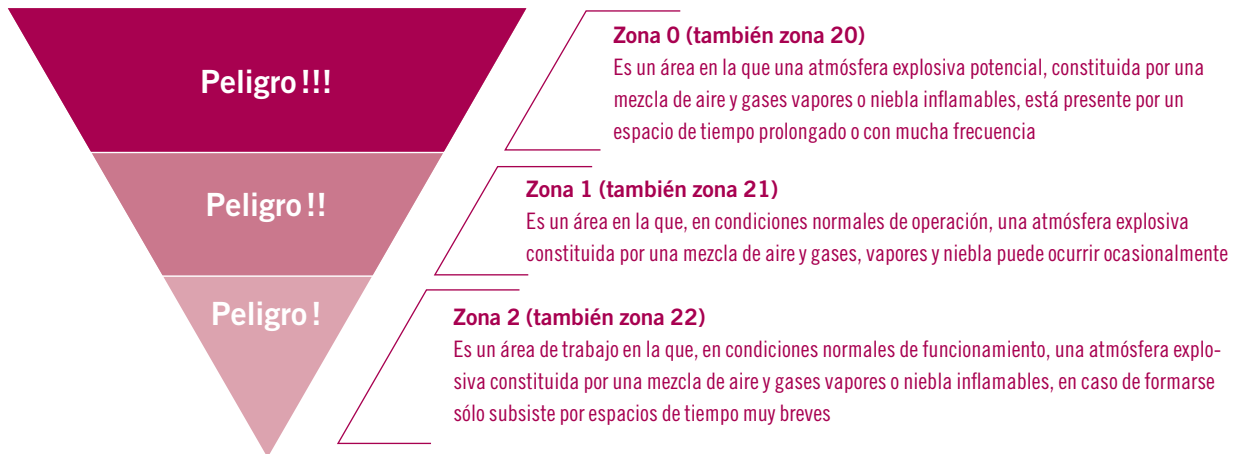 Peligro!!!
Zona 0 (también zona 20)
Es un área en la que una atmósfera explosiva potencial, constituida por una
mezcla de aire y gases vapores o niebla inflamables, está presente por un
espacio de tiempo prolongado o con mucha frecuencia
Peligro!!
Zona 1 (también zona 21)
Es un área en la que, en condiciones normales de operación, una atmósfera explosiva
constituida por una mezcla de aire y gases, vapores y niebla puede ocurrir ocasionalmente
Peligro!
Zona 2 (también zona 22)
Es un área de trabajo en la que, en condiciones normales de funcionamiento, una atmósfera explo-
siva constituida por una mezcla de aire y gases vapores o niebla inflamables, en caso de formarse
sólo subsiste por espacios de tiempo muy breves